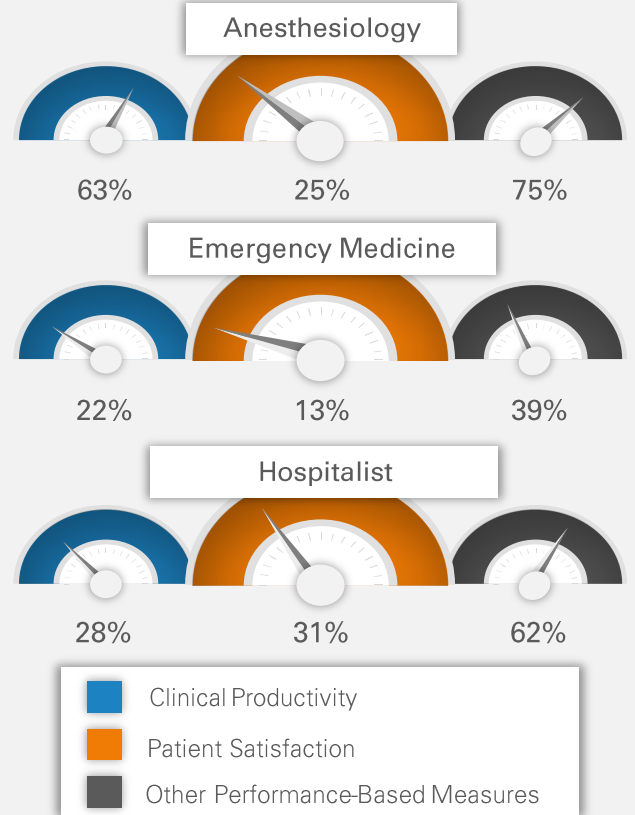 Anesthesiology
63% 25% 75%
Emergency Medicine
22% 13% 39%
Hospitalist
28% 31% 62%
Clinical Productivity
Patient Satisfaction
Other Performance-Based Measures